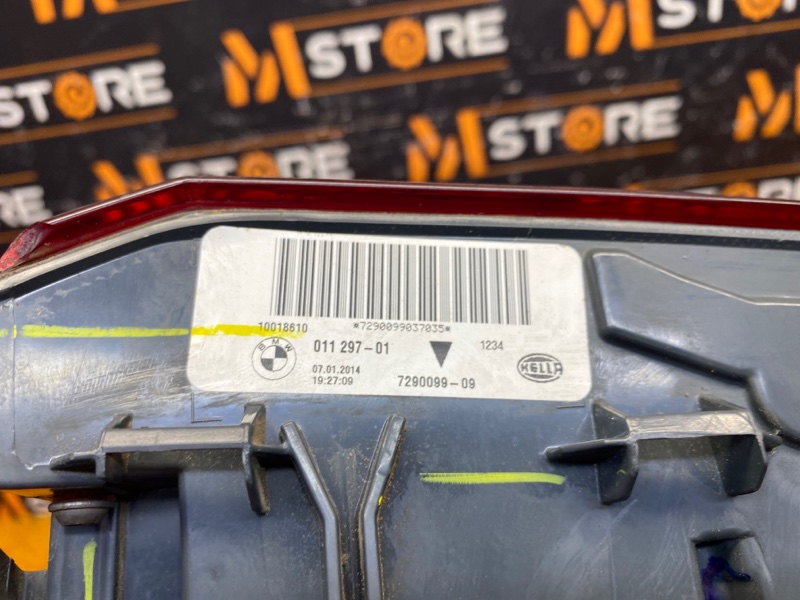 M STORE
M STORE
M STORE
STORE
M STORE
10018610
*7290099037035*
BMW
011 297-01
1234
HELLA
07.01.2014
19:27:09
7290099-09